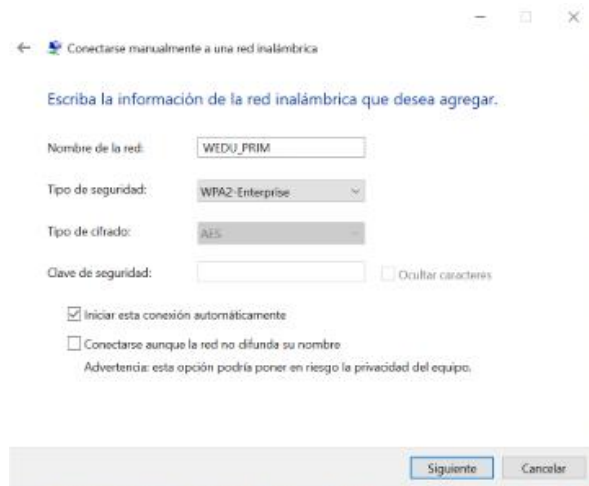 Conectarse manualmente a una red inalámbrica
Escriba la información de la red inalámbrica que desea agregar.
Nombre de la red: WEDU_PRIM
Tipo de seguridad: WPA2-Enterprise
Tipo de cifrado: AES
Clave de seguridad: Ocultar caracteres
Iniciar esta conexión automáticamente
Conectarse aunque la red no difunda su nombre
Advertencia: esta opción podría poner en riesgo la privacidad del equipo.
Siguiente Cancelar